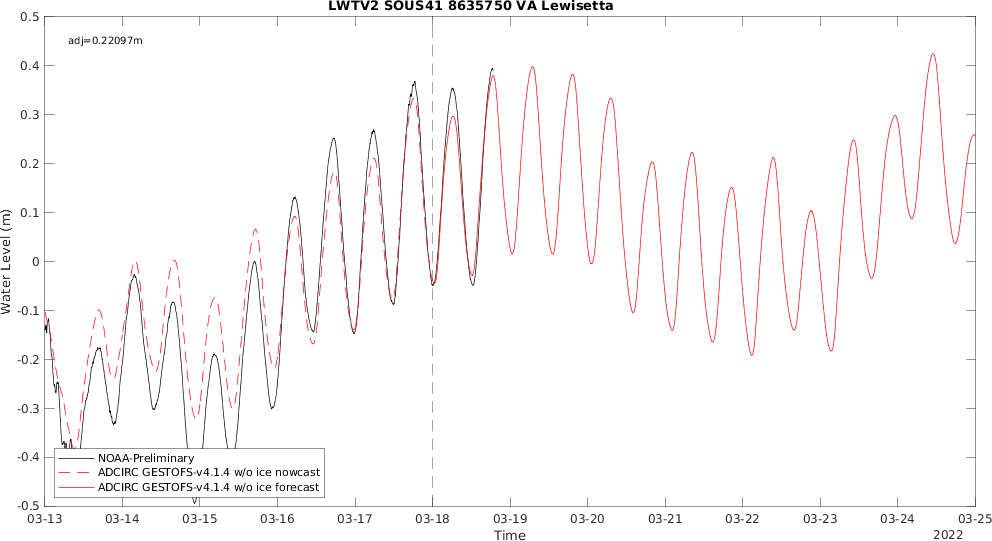 LWTV2 SOUS41 8635750 VA Lewisetta
adj=0.22097m
0.5
0.4
0.3
0.2
0.1
0
-0.1
-0.2
-0.3
-0.4
-0.5
Water Level (m)
NOAA-Preliminary
ADCIRC GESTOFS-v4.1.4 w/o ice nowcast
ADCIRC GESTOFS-v4.1.4 w/o ice forecast
03-13 03-14 03-15 03-16 03-17 03-18 03-19 03-20 03-21 03-22 03-23 03-24 03-25
Time
2022